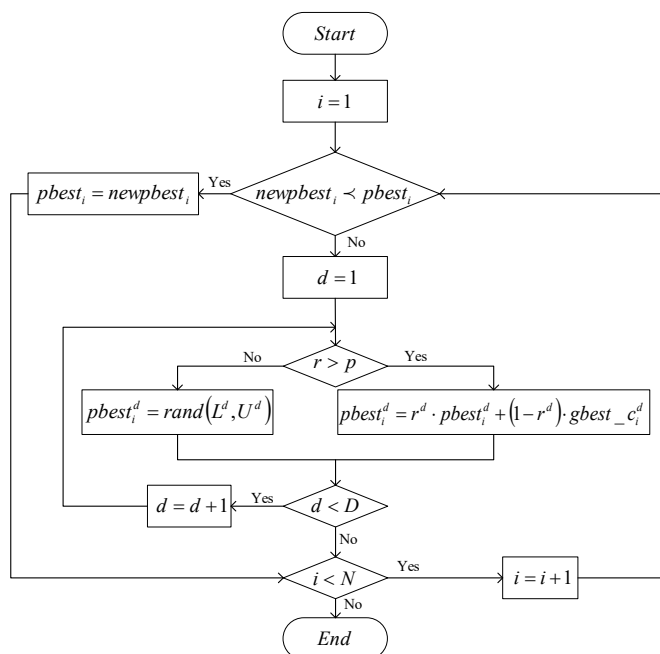 Start
i = 1
pbest_i = newpbest_i
Yes
newpbest_i ≺ pbest_i
No
d = 1
No
r > p
Yes
pbest_i^d = rand(L^d, U^d)
pbest_i^d = r^d · pbest_i^d + (1 − r^d) · gbest_c_i^d
d = d + 1
Yes
d < D
No
i < N
Yes
i = i + 1
No
End